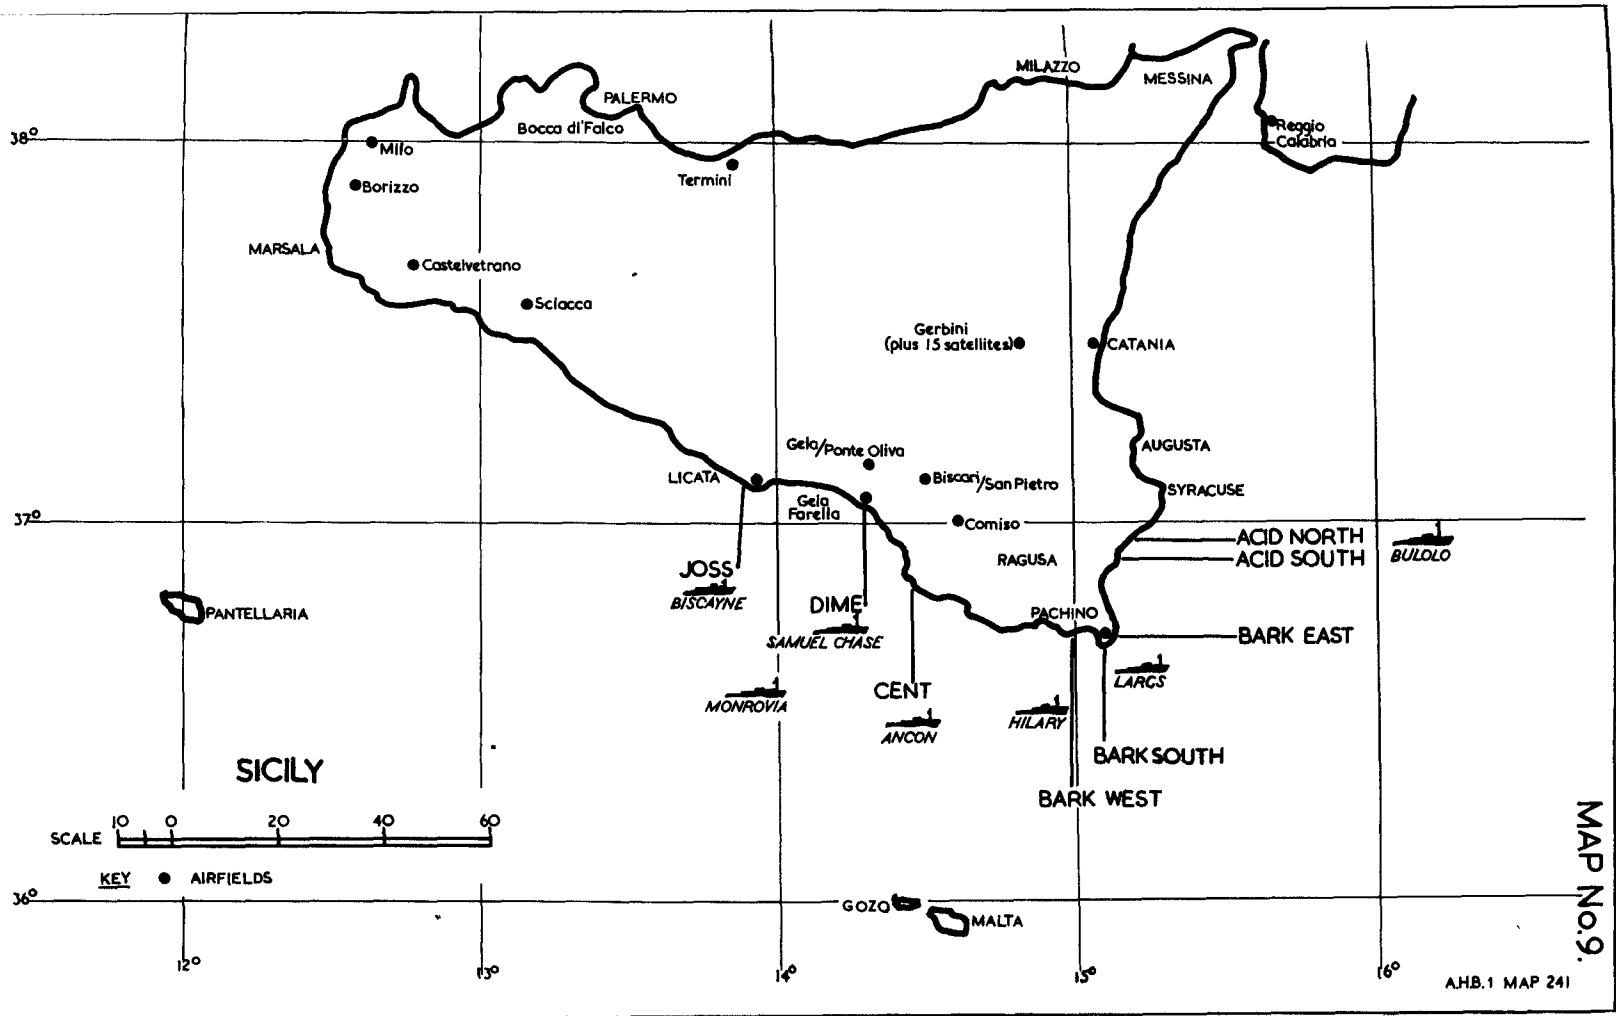 MILAZZO
MESSINA
PALERMO
Bocca di'Falco
Reggio
Calabria
38°
Milo
Termini
Borizzo
MARSALA
Castelvetrano
Sciacca
Gerbini
(plus 15 satellites)
CATANIA
Gela/Ponte Oliva
AUGUSTA
LICATA
Biscari/San Pietro
SYRACUSE
Gela
Farella
37°
Comiso
ACID NORTH
BULOLO
RAGUSA
ACID SOUTH
JOSS
BISCAYNE
DIME
PACHINO
PANTELLARIA
SAMUEL CHASE
BARK EAST
LARGS
CENT
MONROVIA
ANCON
HILARY
BARK SOUTH
SICILY
BARK WEST
10 0 20 40 60
SCALE
KEY AIRFIELDS
36°
GOZO
MALTA
12° 13° 14° 15° 16°
MAP No.9.
A.H.B.1 MAP 241